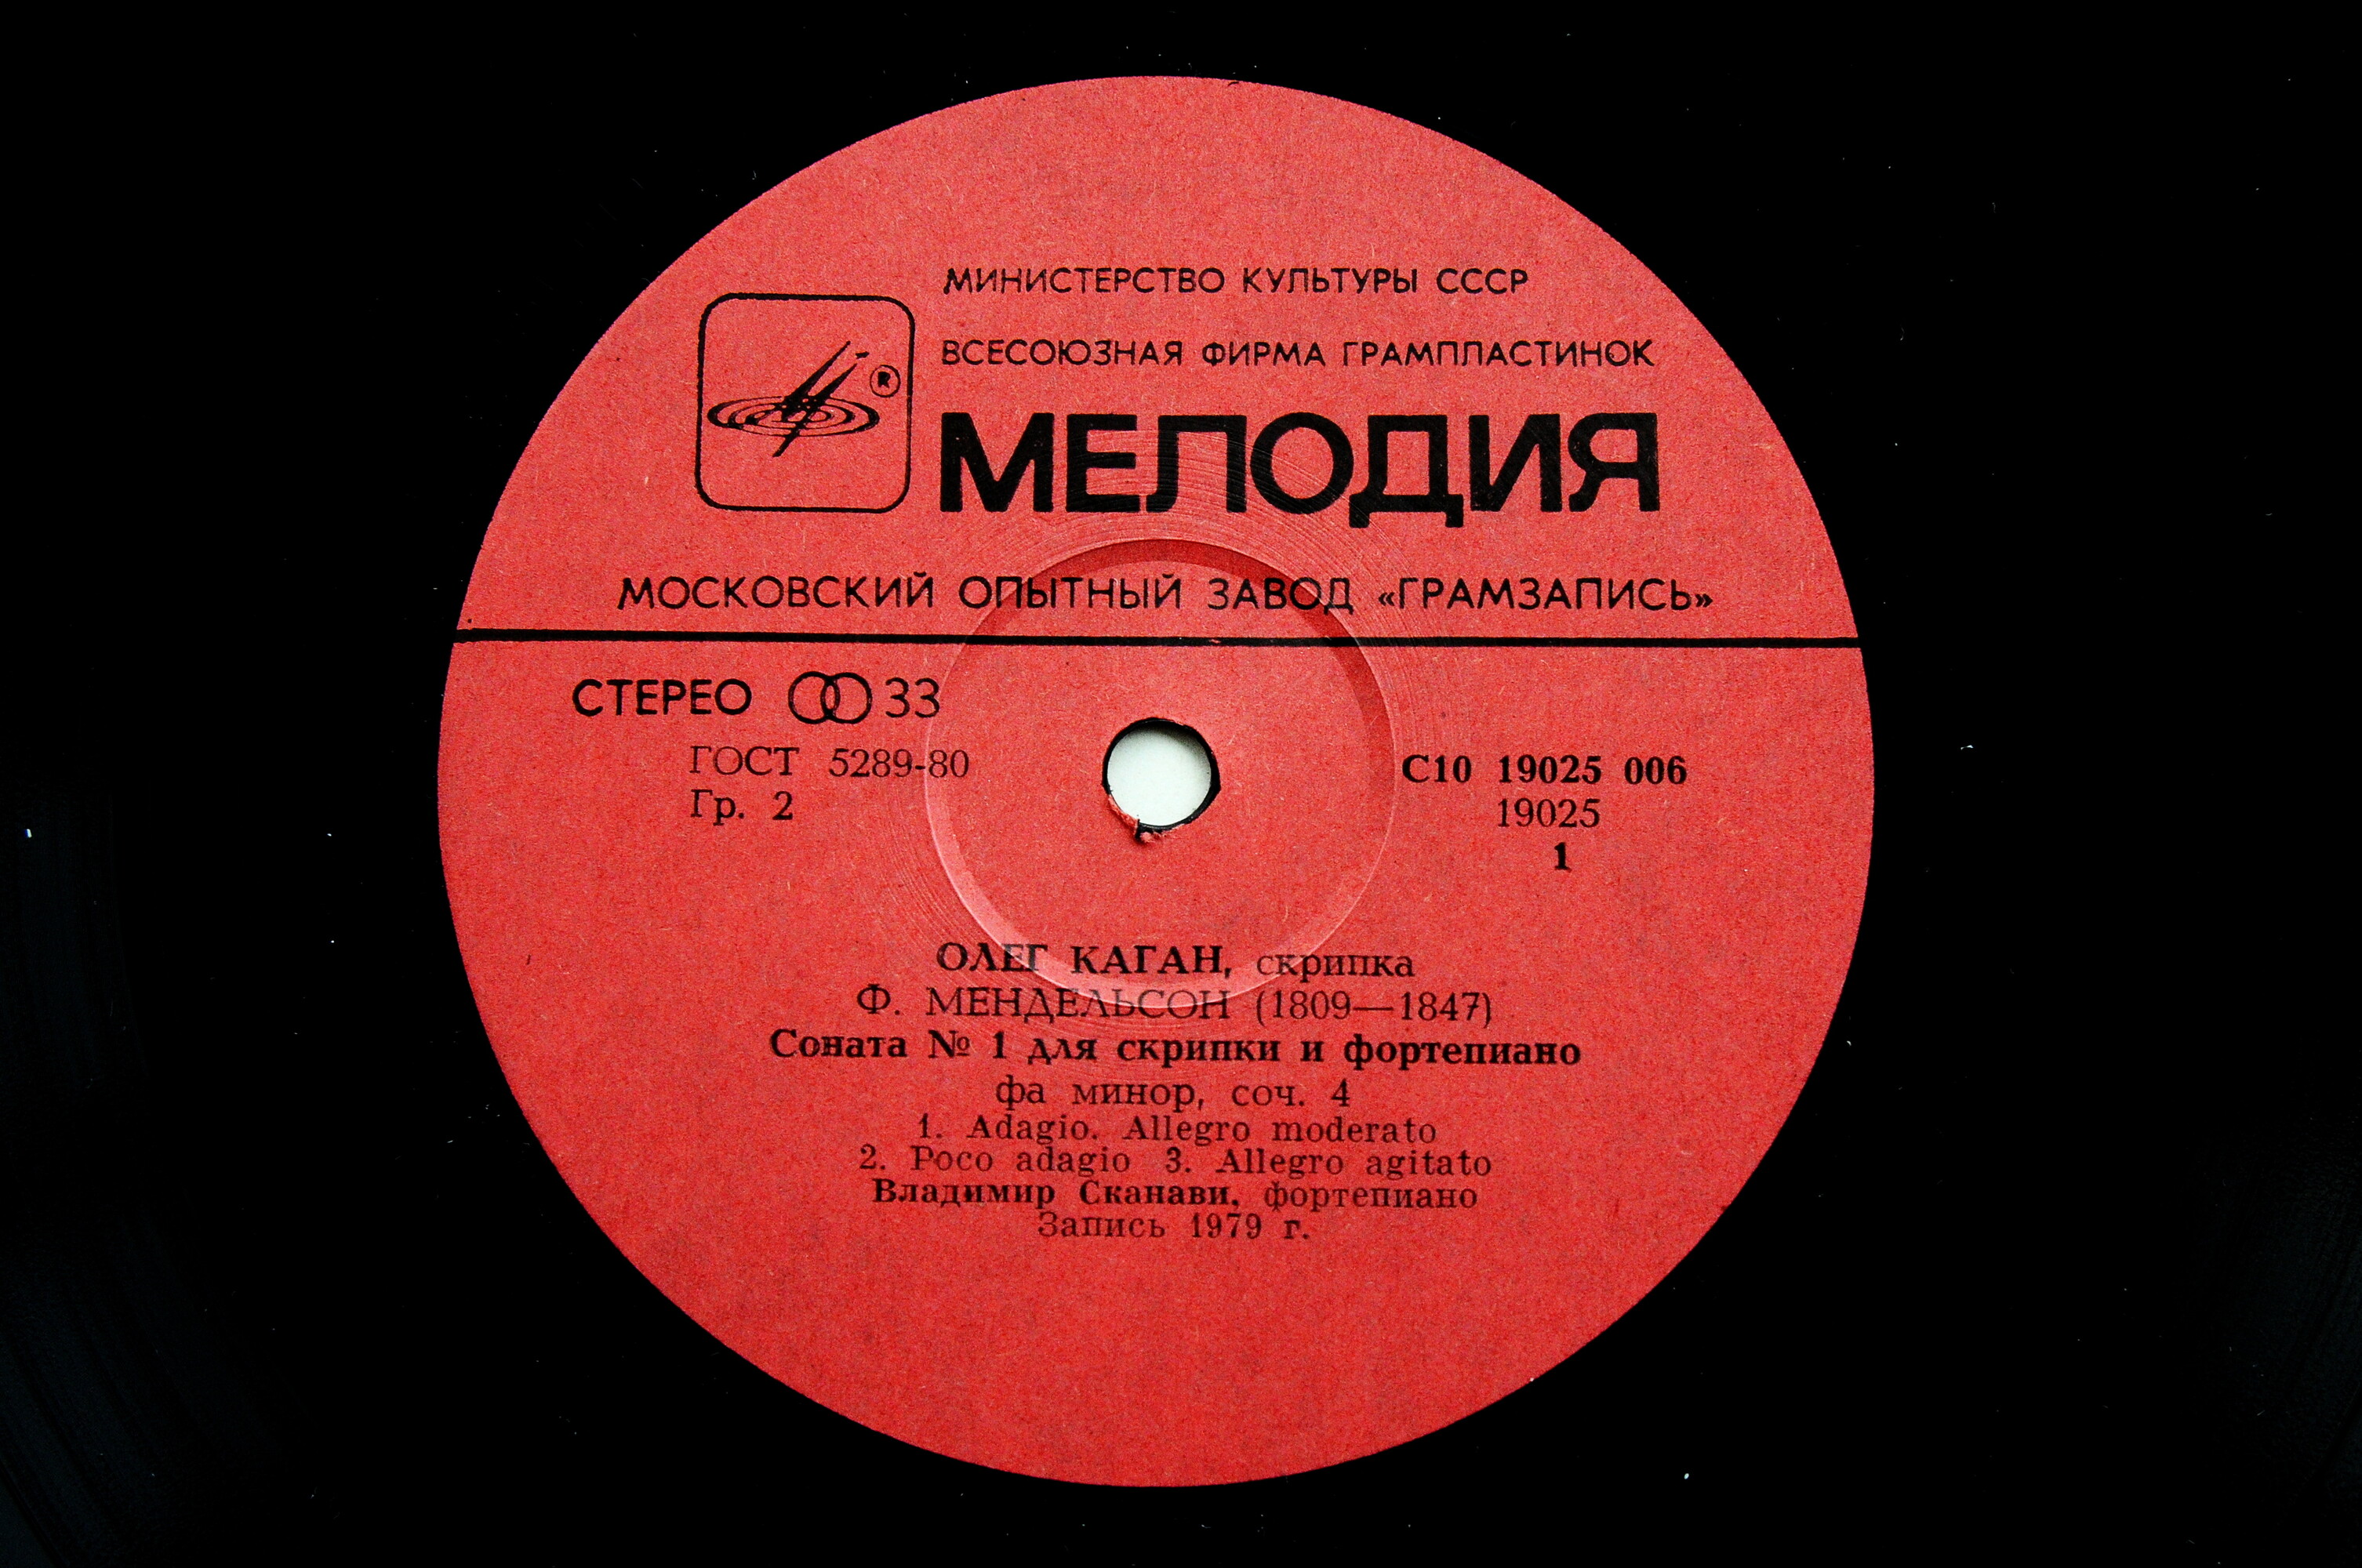 МИНИСТЕРСТВО КУЛЬТУРЫ СССР
ВСЕСОЮЗНАЯ ФИРМА ГРАМПЛАСТИНОК
®
МЕЛОДИЯ
МОСКОВСКИЙ ОПЫТНЫЙ ЗАВОД «ГРАМЗАПИСЬ»
СТЕРЕО 33
ГОСТ 5289-80
Гр. 2
С10 19025 006
19025
1
ОЛЕГ КАГАН, скрипка
Ф. МЕНДЕЛЬСОН (1809—1847)
Соната № 1 для скрипки и фортепиано
фа минор, соч. 4
1. Adagio. Allegro moderato
2. Poco adagio 3. Allegro agitato
Владимир Сканави, фортепиано
Запись 1979 г.